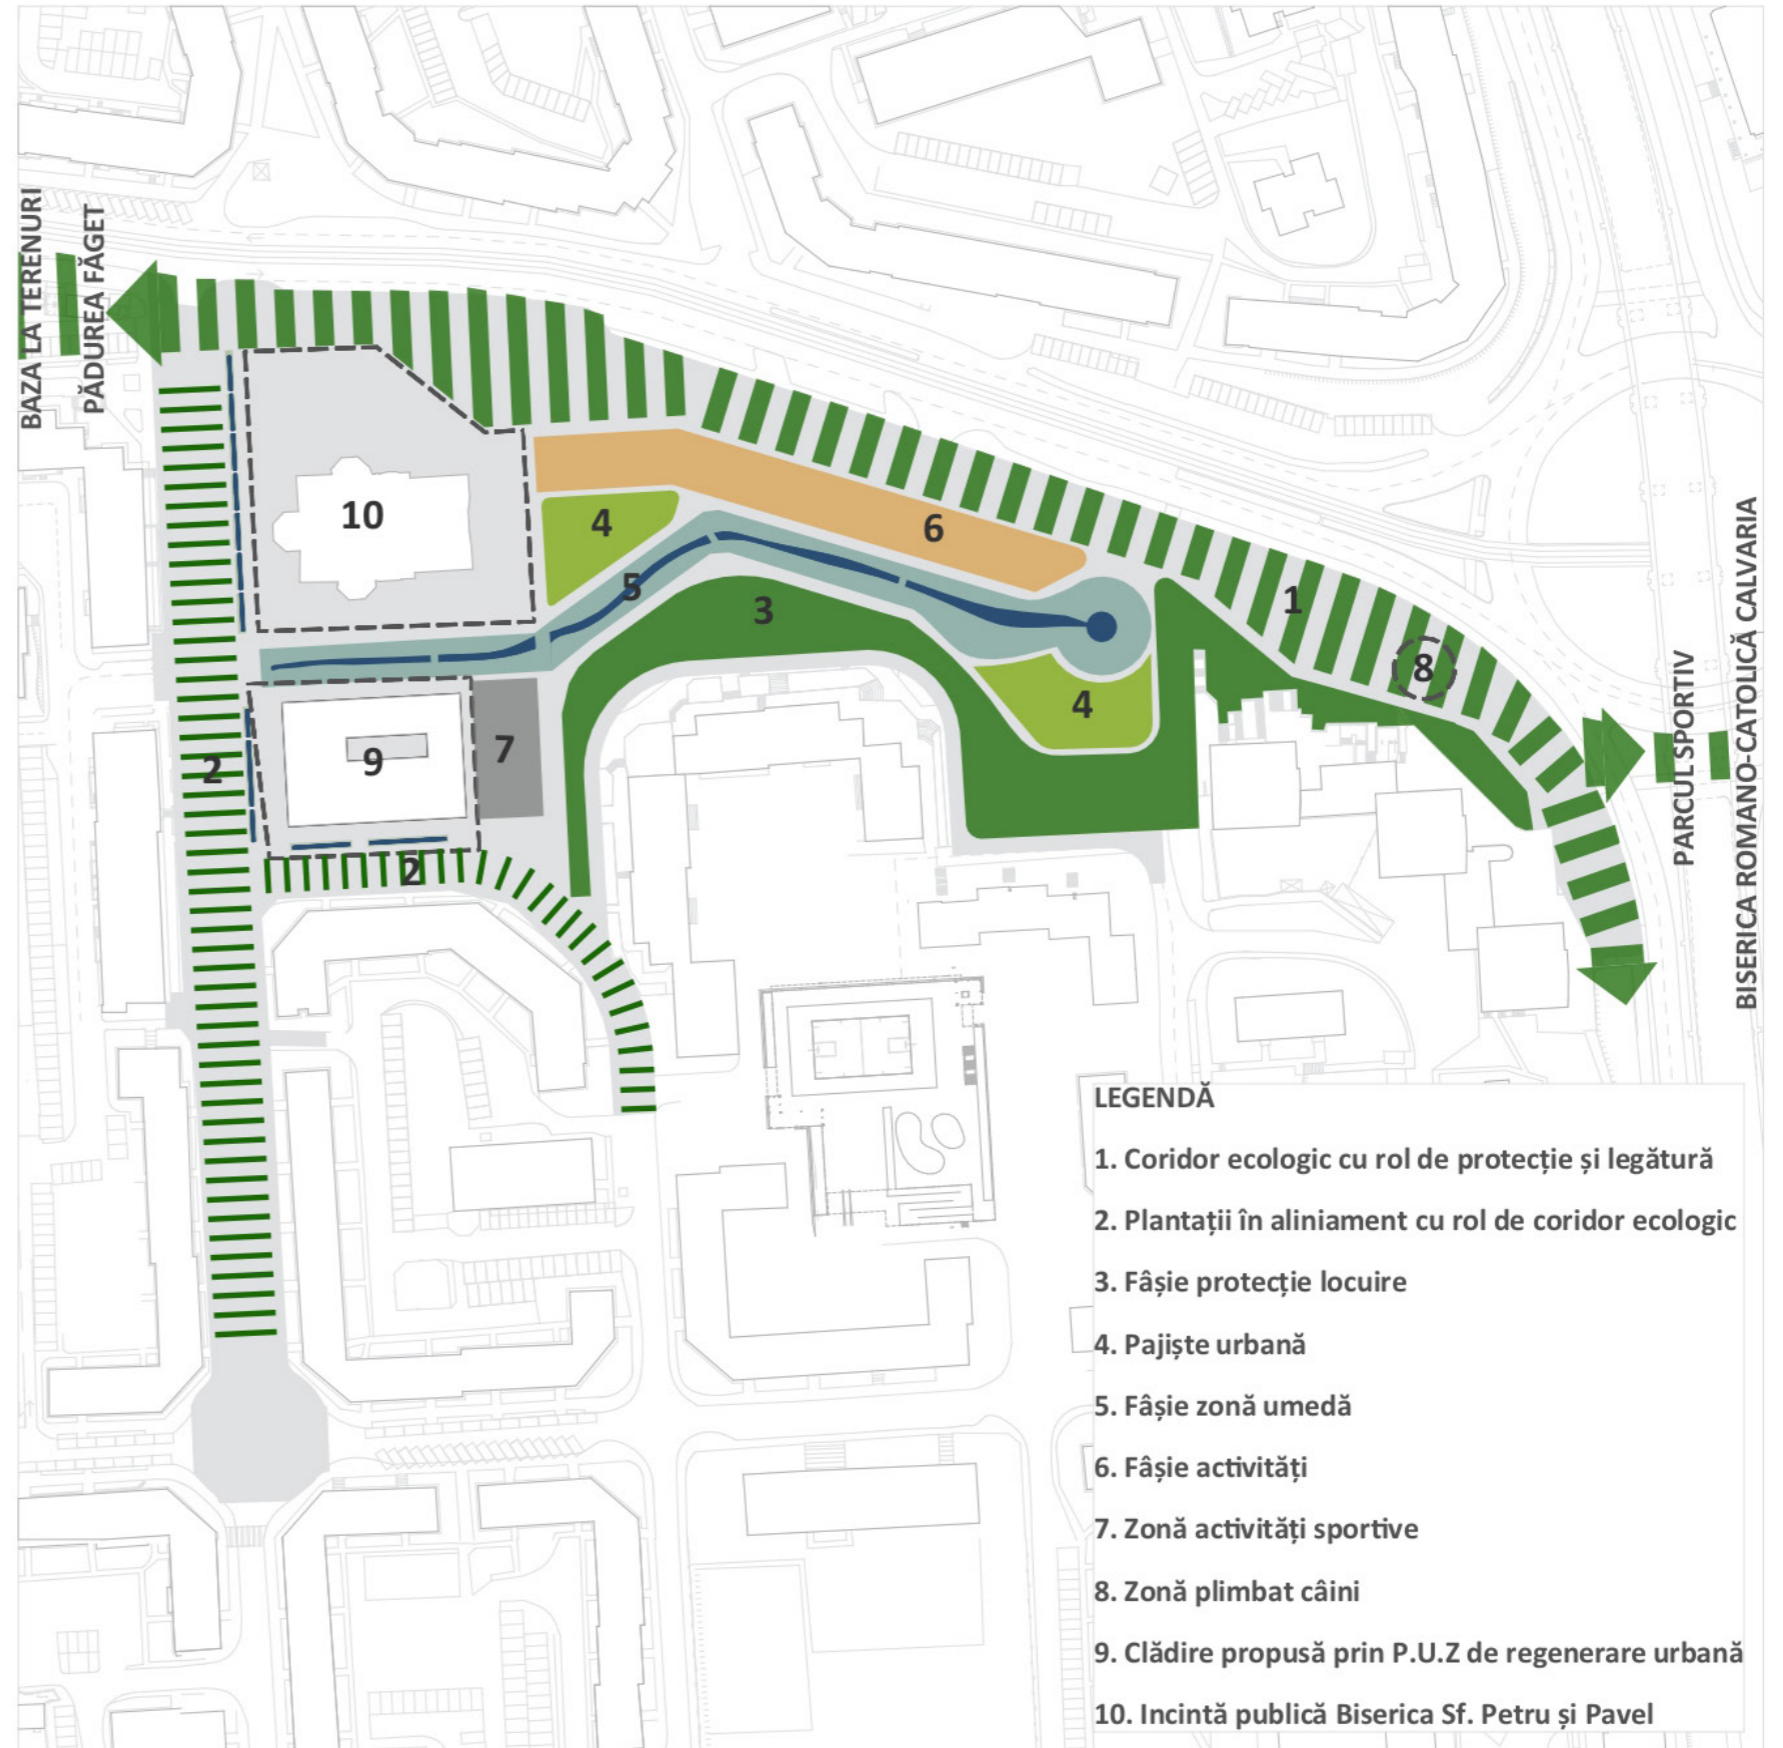 BAZA LA TERENURI
PĂDUREA FĂGET
10
4
6
5
3
1
8
4
2
9
7
2
PARCUL SPORTIV
BISERICA ROMANO-CATOLICĂ CALVARIA
LEGENDĂ
1. Coridor ecologic cu rol de protecție și legătură
2. Plantații în aliniament cu rol de coridor ecologic
3. Fâșie protecție locuire
4. Pajiște urbană
5. Fâșie zonă umedă
6. Fâșie activități
7. Zonă activități sportive
8. Zonă plimbat câini
9. Clădire propusă prin P.U.Z de regenerare urbană
10. Incintă publică Biserica Sf. Petru și Pavel